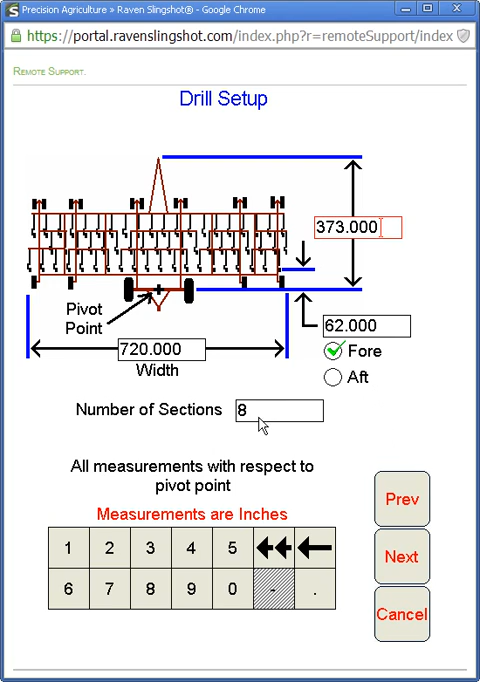 Precision Agriculture » Raven Slingshot® - Google Chrome
https://portal.ravenslingshot.com/index.php?r=remoteSupport/index
Remote Support.
Drill Setup
373.000
Pivot
Point
62.000
720.000
Fore
Width
Aft
Number of Sections 8
All measurements with respect to
pivot point
Measurements are Inches
Prev
1 2 3 4 5
Next
6 7 8 9 0 - .
Cancel